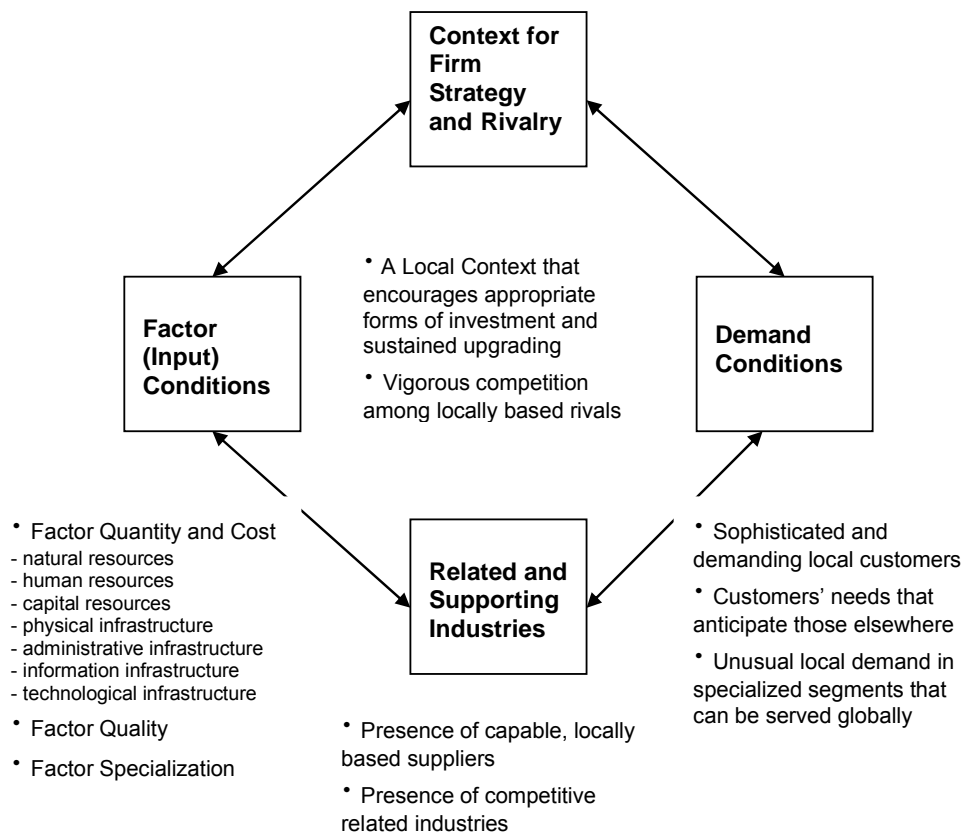 Context for
Firm
Strategy
and Rivalry
• A Local Context that
encourages appropriate
forms of investment and
sustained upgrading
• Vigorous competition
among locally based rivals
Factor
(Input)
Conditions
Demand
Conditions
• Factor Quantity and Cost
- natural resources
- human resources
- capital resources
- physical infrastructure
- administrative infrastructure
- information infrastructure
- technological infrastructure
• Factor Quality
• Factor Specialization
Related and
Supporting
Industries
• Presence of capable, locally
based suppliers
• Presence of competitive
related industries
• Sophisticated and
demanding local customers
• Customers’ needs that
anticipate those elsewhere
• Unusual local demand in
specialized segments that
can be served globally